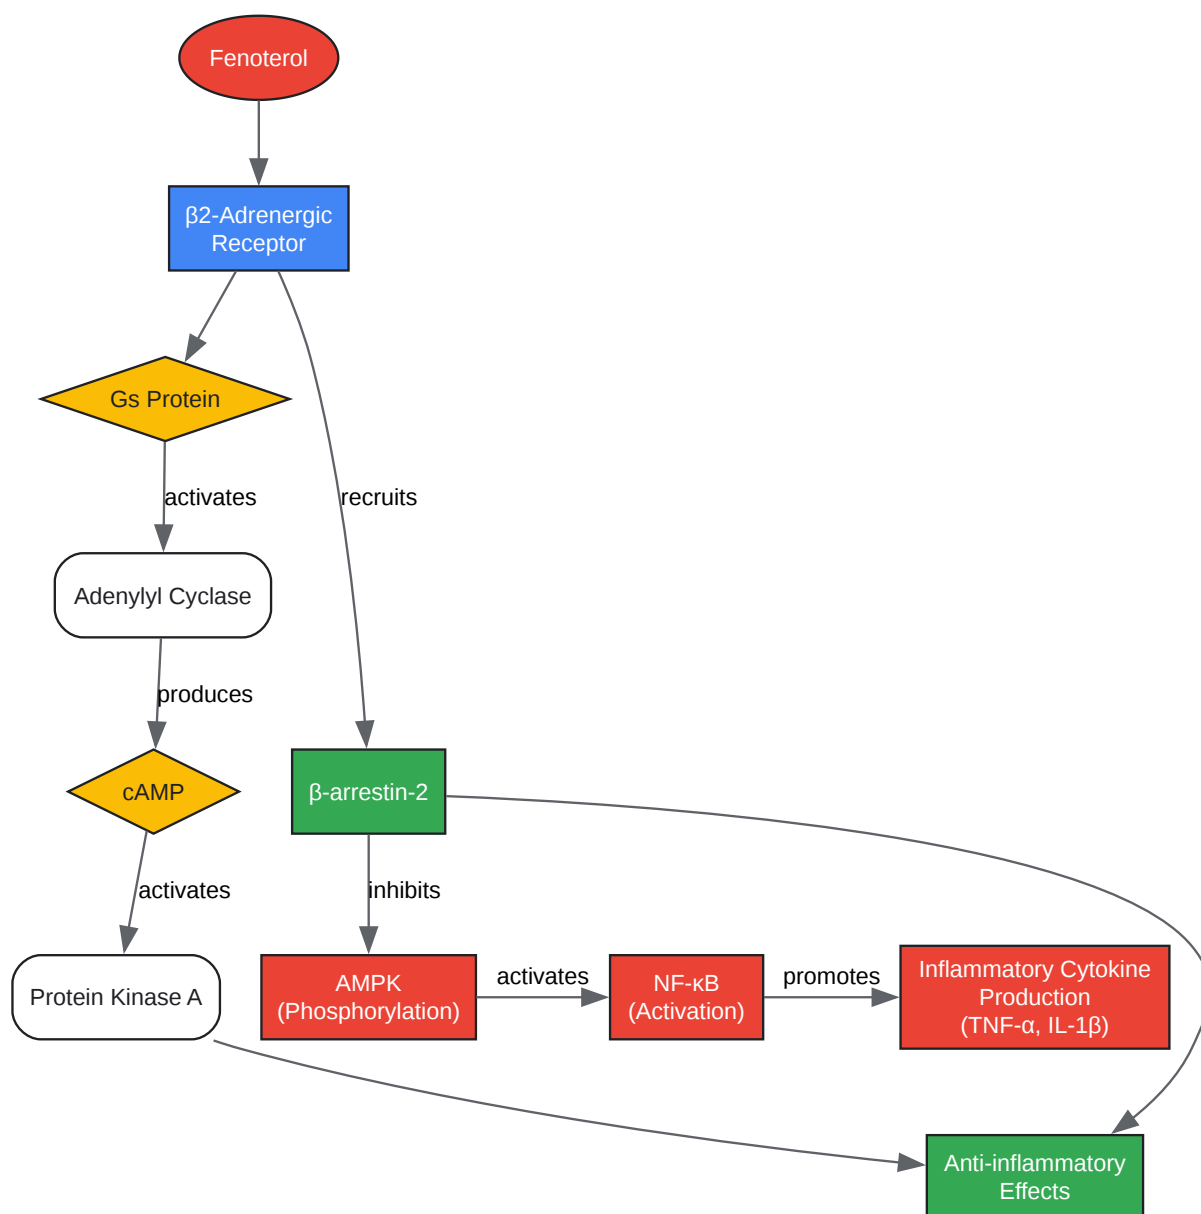 Fenoterol
β2-Adrenergic
Receptor
Gs Protein
activates
recruits
Adenylyl Cyclase
produces
cAMP
β-arrestin-2
activates
inhibits
Protein Kinase A
AMPK
(Phosphorylation)
activates
NF-κB
(Activation)
promotes
Inflammatory Cytokine
Production
(TNF-α, IL-1β)
Anti-inflammatory
Effects